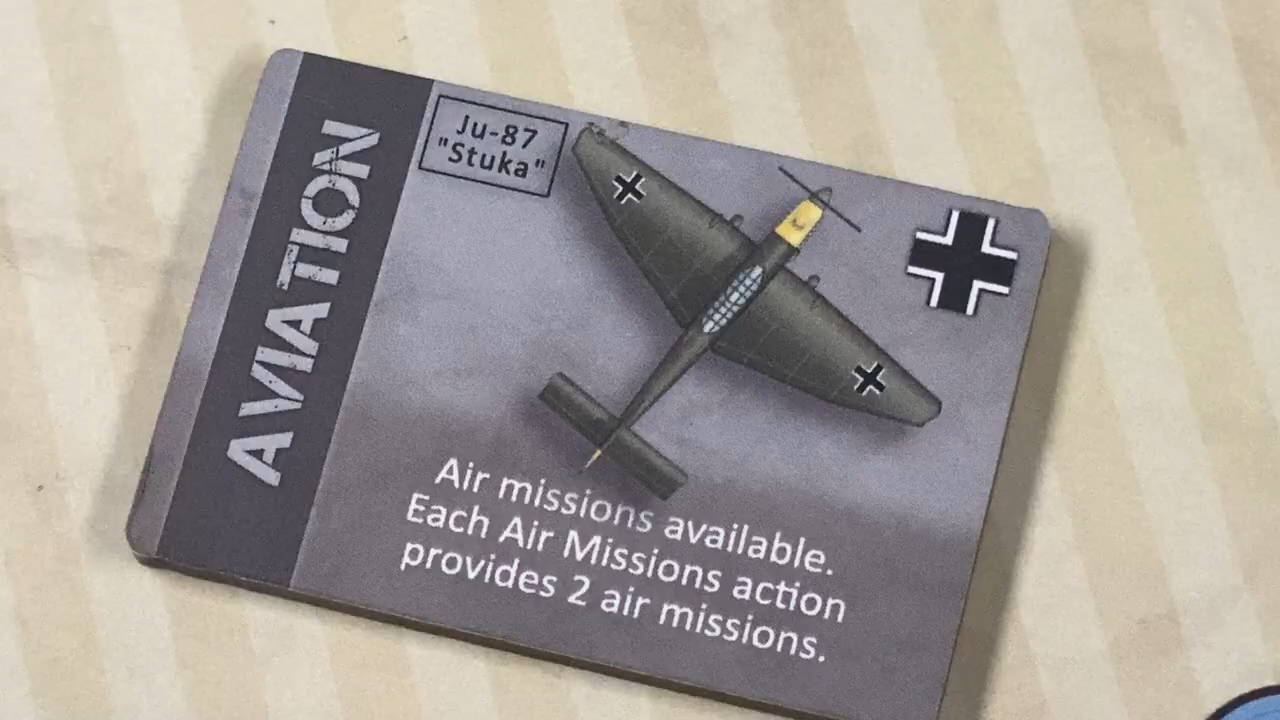 AVIATION
Ju-87
"Stuka"
Air missions available.
Each Air Missions action
provides 2 air missions.